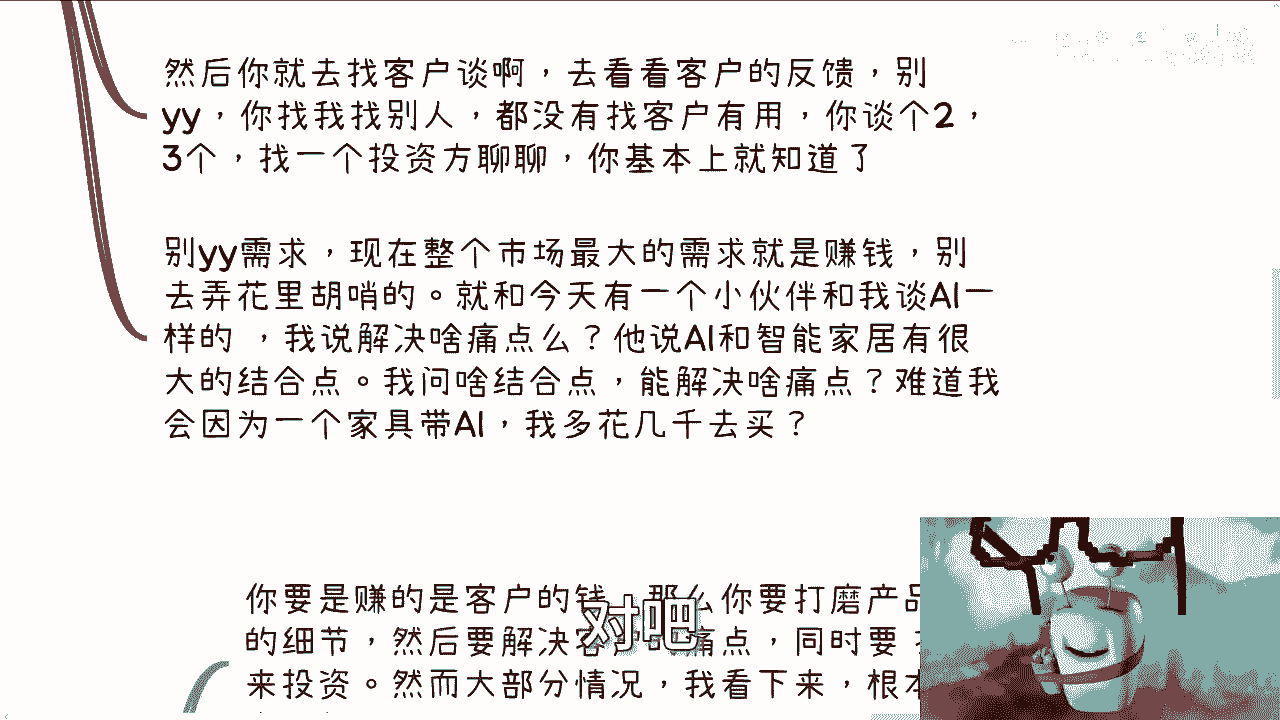 然后你就去找客户谈啊，去看看客户的反馈，别
yy，你找我找别人，都没有找客户有用，你谈个2，
3个，找一个投资方聊聊，你基本上就知道了
别yy需求，现在整个市场最大的需求就是赚钱，别
去弄花里胡哨的。就和今天有一个小伙伴和我谈AI一
样的 ，我说解决啥痛点么？他说AI和智能家居有很
大的结合点。我问啥结合点，能解决啥痛点？难道我
会因为一个家具带AI，我多花几千去买？
你要是赚的是客户的钱，那么你要打磨产品
的细节，然后要解决客户的痛点，同时要
来投资。然而大部分情况，我看下来，根本
对吧